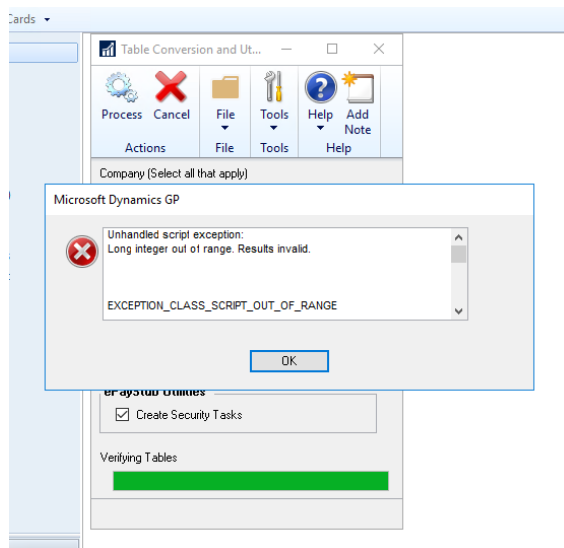 Cards
Table Conversion and Ut...
Process Cancel File Tools Help Add Note
Actions File Tools Help
Company (Select all that apply)
Microsoft Dynamics GP
Unhandled script exception:
Long integer out of range. Results invalid.
EXCEPTION_CLASS_SCRIPT_OUT_OF_RANGE
OK
ePayStub Utilities
Create Security Tasks
Verifying Tables